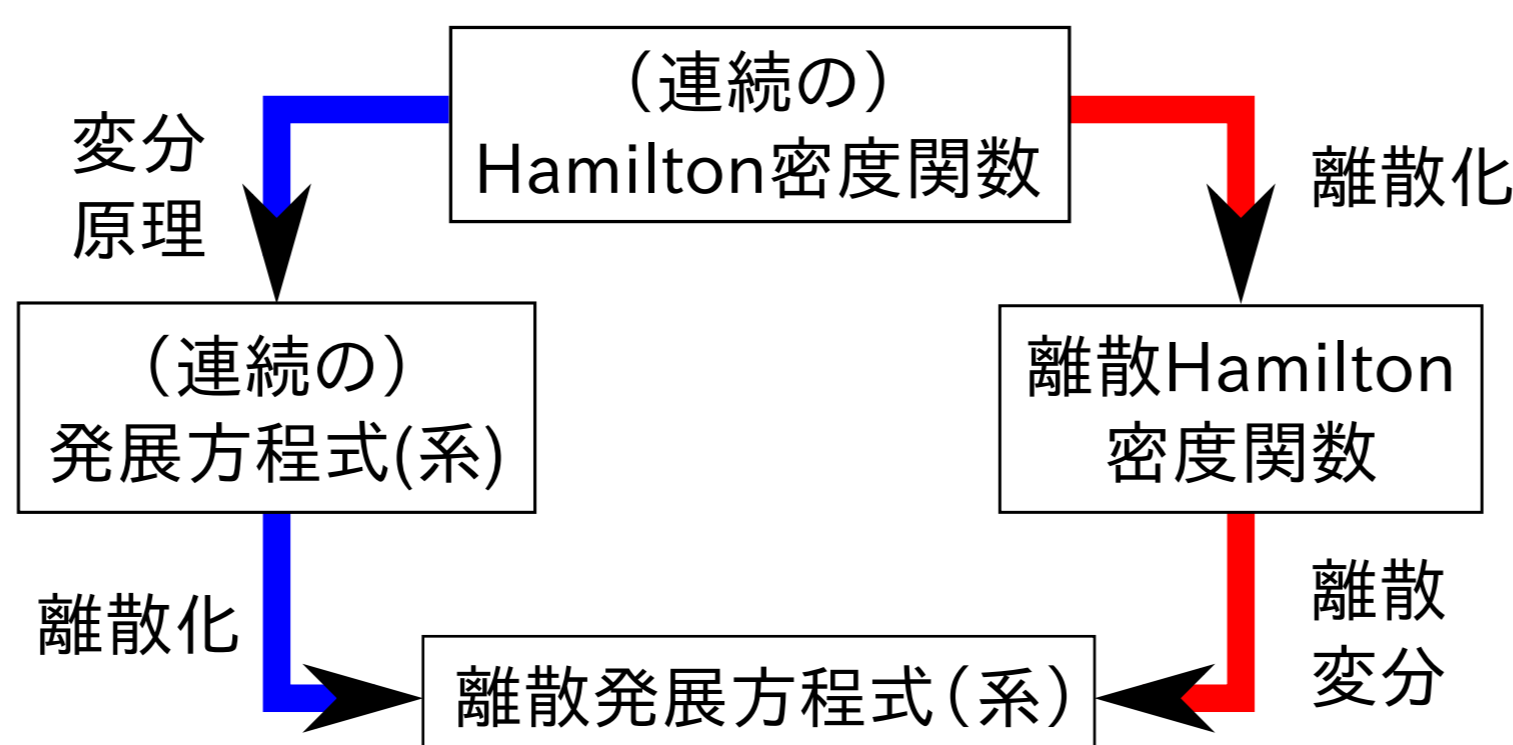 （連続の）
Hamilton密度関数
変分
原理
離散化
（連続の）
発展方程式(系)
離散Hamilton
密度関数
離散化
離散
変分
離散発展方程式（系）